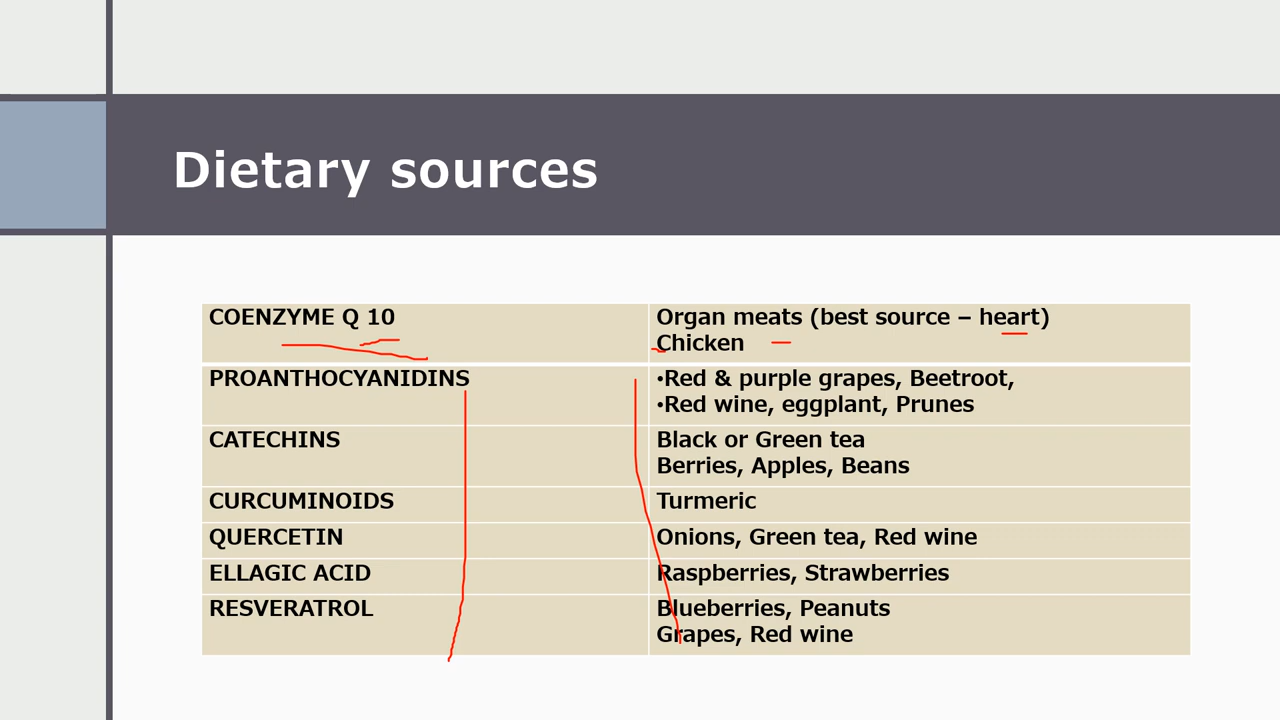 Dietary sources
COENZYME Q 10
Organ meats (best source – heart)
Chicken
PROANTHOCYANIDINS
•Red & purple grapes, Beetroot,
•Red wine, eggplant, Prunes
CATECHINS
Black or Green tea
Berries, Apples, Beans
CURCUMINOIDS
Turmeric
QUERCETIN
Onions, Green tea, Red wine
ELLAGIC ACID
Raspberries, Strawberries
RESVERATROL
Blueberries, Peanuts
Grapes, Red wine